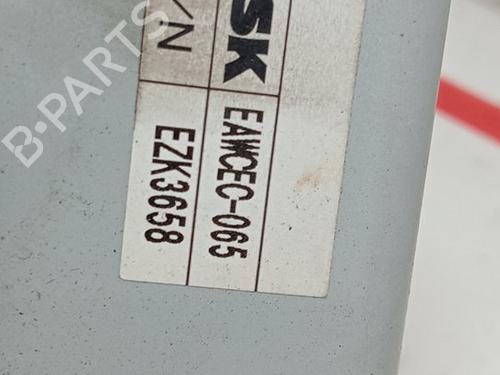 SK
EAWCEC-065
/N
EZK3658
B-PARTS